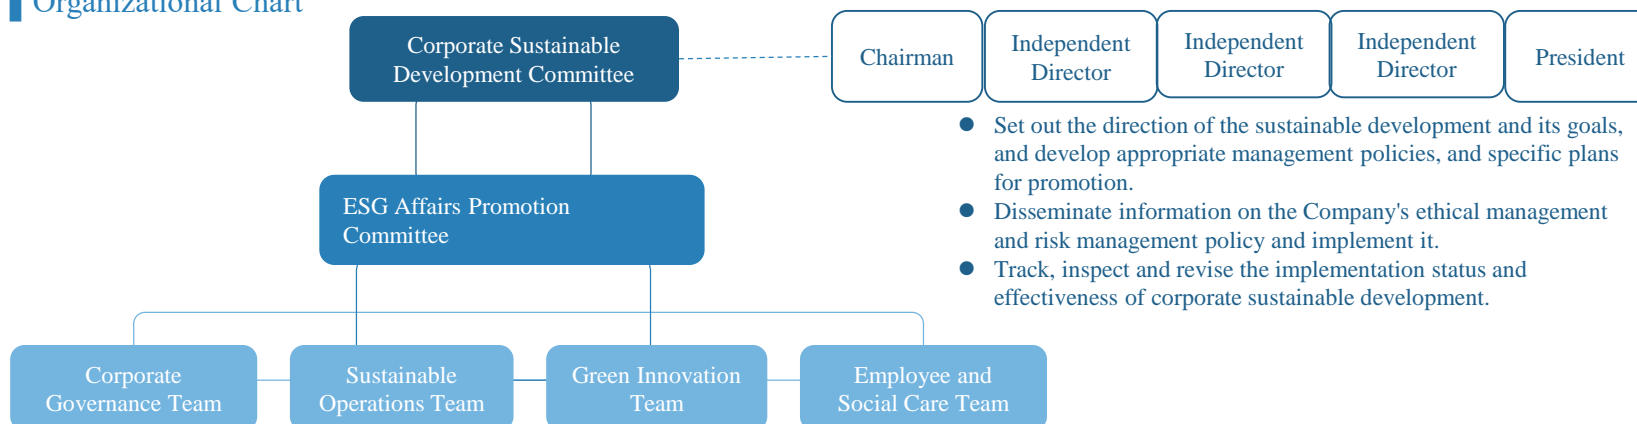 Organizational Chart
Corporate Sustainable
Development Committee
Chairman
Independent
Director
Independent
Director
Independent
Director
President
● Set out the direction of the sustainable development and its goals,
and develop appropriate management policies, and specific plans
for promotion.
● Disseminate information on the Company's ethical management
and risk management policy and implement it.
● Track, inspect and revise the implementation status and
effectiveness of corporate sustainable development.
ESG Affairs Promotion
Committee
Corporate
Governance Team
Sustainable
Operations Team
Green Innovation
Team
Employee and
Social Care Team